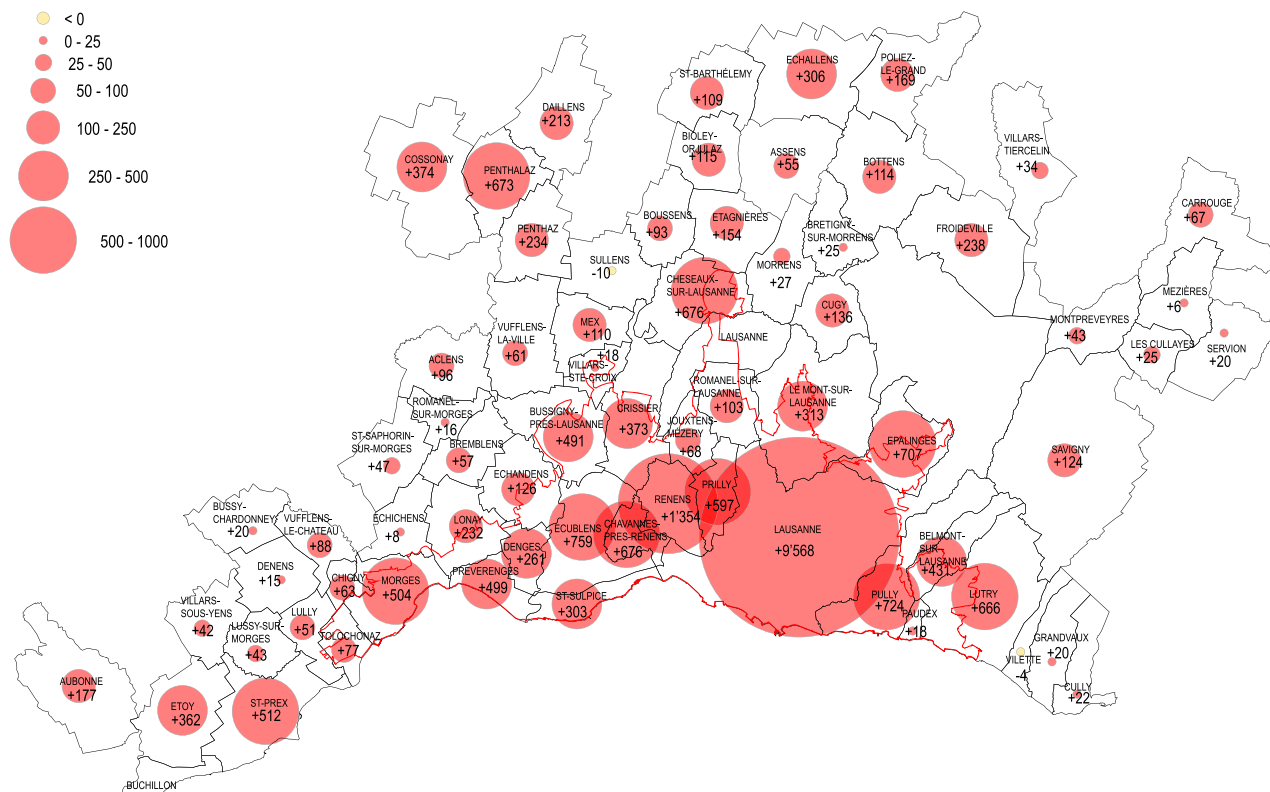 < 0
0 - 25
25 - 50
50 - 100
100 - 250
250 - 500
500 - 1000
ECHALLENS
+306
POLIEZ-
LE-GRAND
+169
ST-BARTHÉLEMY
+109
DAILLENS
+213
BIOLEY-
ORJULAZ
+115
ASSENS
+55
BOTTENS
+114
VILLARS-
TIERCELIN
+34
COSSONAY
+374
PENTHALAZ
+673
CARROUGE
+67
PENTHAZ
+234
BOUSSENS
+93
ETAGNIÈRES
+154
BRETIGNY-
SUR-MORRENS
+25
FROIDEVILLE
+238
SULLENS
-10
MORRENS
+27
CHESEAUX-
SUR-LAUSANNE
+676
MEZIÈRES
+6
CUGY
+136
MEX
+110
VUFFLENS-
LA-VILLE
+61
LAUSANNE
MONTPREVEYRES
+43
LES CULLAYES
+25
SERVION
+20
+18
VILLARS-
STE-CROIX
ACLENS
+96
ROMANEL-SUR-
LAUSANNE
+103
LE MONT-SUR-
LAUSANNE
+313
ROMANEL-
SUR-MORGES
+16
BUSSIGNY-
PRES-LAUSANNE
+491
CRISSIER
+373
JOUXTENS-
MEZERY
+68
EPALINGES
+707
ST-SAPHORIN-
SUR-MORGES
+47
BREMBLENS
+57
SAVIGNY
+124
ECHANDENS
+126
PRILLY
+597
RENENS
+1'354
BUSSY-
CHARDONNEY
+20
VUFFLENS-
LE-CHATEAU
+88
ECHICHENS
+8
LONAY
+232
ECUBLENS
+759
CHAVANNES-
PRES-RENENS
+676
LAUSANNE
+9'568
DENGES
+261
BELMONT-
SUR-
LAUSANNE
+431
DENENS
+15
CHIGNY
+63
MORGES
+504
PREVERENGES
+499
ST-SULPICE
+303
PULLY
+724
LUTRY
+666
VILLARS-
SOUS-YENS
+42
LULLY
+51
PAUDEX
+18
LUSSY-SUR-
MORGES
+43
TOLOCHONAZ
+77
GRANDVAUX
+20
VILETTE
-4
AUBONNE
+177
CULLY
+22
ETOY
+362
ST-PREX
+512
BUCHILLON